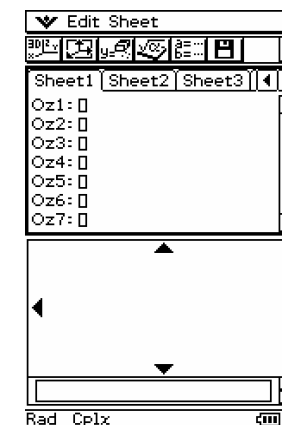 Edit Sheet
Sheet1 Sheet2 Sheet3
Oz1:
Oz2:
Oz3:
Oz4:
Oz5:
Oz6:
Oz7:
Rad Cplx